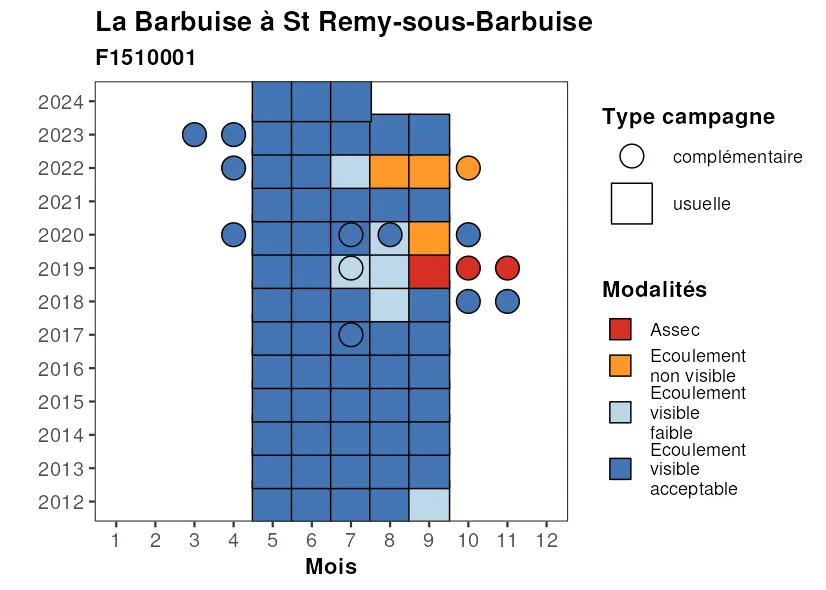 La Barbuise à St Remy-sous-Barbuise
F1510001
2024
2023
2022
2021
2020
2019
2018
2017
2016
2015
2014
2013
2012
1 2 3 4 5 6 7 8 9 10 11 12
Mois
Type campagne
complémentaire
usuelle
Modalités
Assec
Ecoulement
non visible
Ecoulement
visible
faible
Ecoulement
visible
acceptable